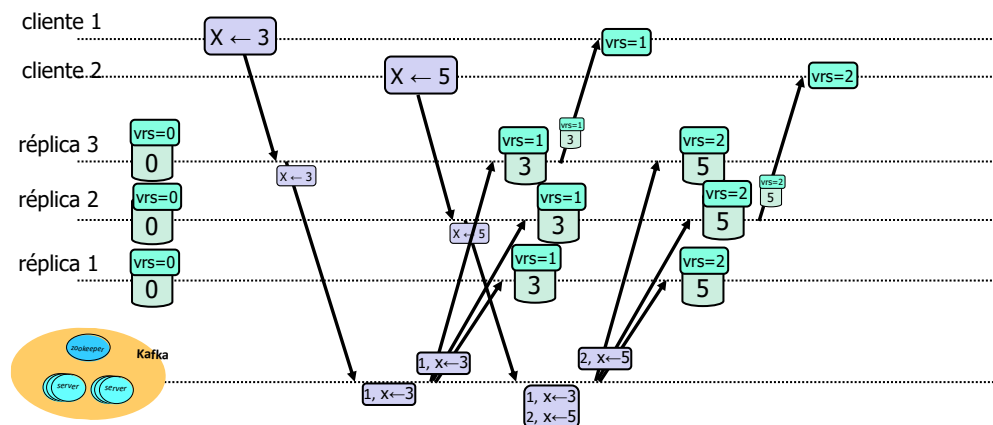 cliente 1
X ← 3
vrs=1
cliente 2
X ← 5
vrs=2
réplica 3
vrs=0
0
X ← 3
vrs=1
3
vrs=1
3
vrs=2
5
réplica 2
vrs=0
0
X ← 5
vrs=1
3
vrs=2
5
vrs=2
5
réplica 1
vrs=0
0
vrs=1
3
vrs=2
5
zookeeper
Kafka
server
server
1, x←3
1, x←3
2, x←5
1, x←3
2, x←5